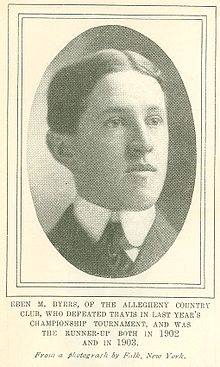 EBEN M. BYERS, OF THE ALLEGHENY COUNTRY
CLUB, WHO DEFEATED TRAVIS IN LAST YEAR'S
CHAMPIONSHIP TOURNAMENT, AND WAS
THE RUNNER-UP BOTH IN 1902
AND IN 1903.
From a photograph by Falk, New York.